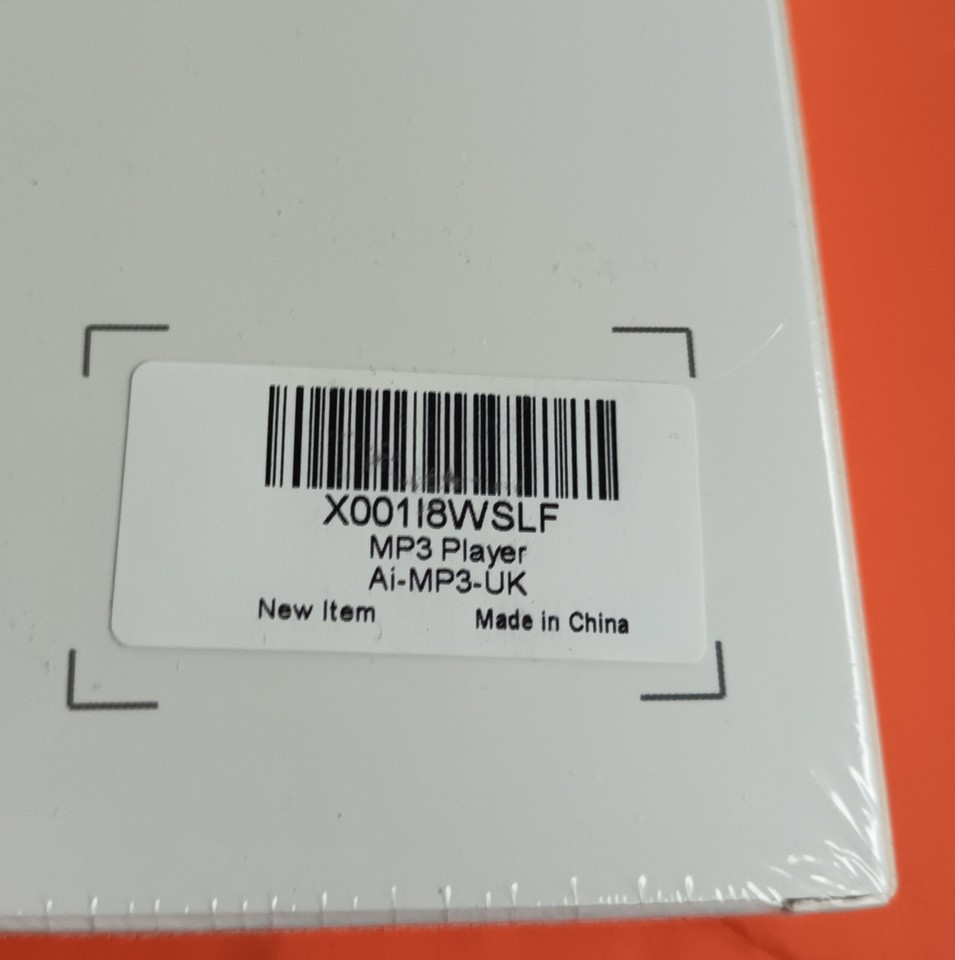 X001I8WSLF
MP3 Player
Ai-MP3-UK
New Item Made in China